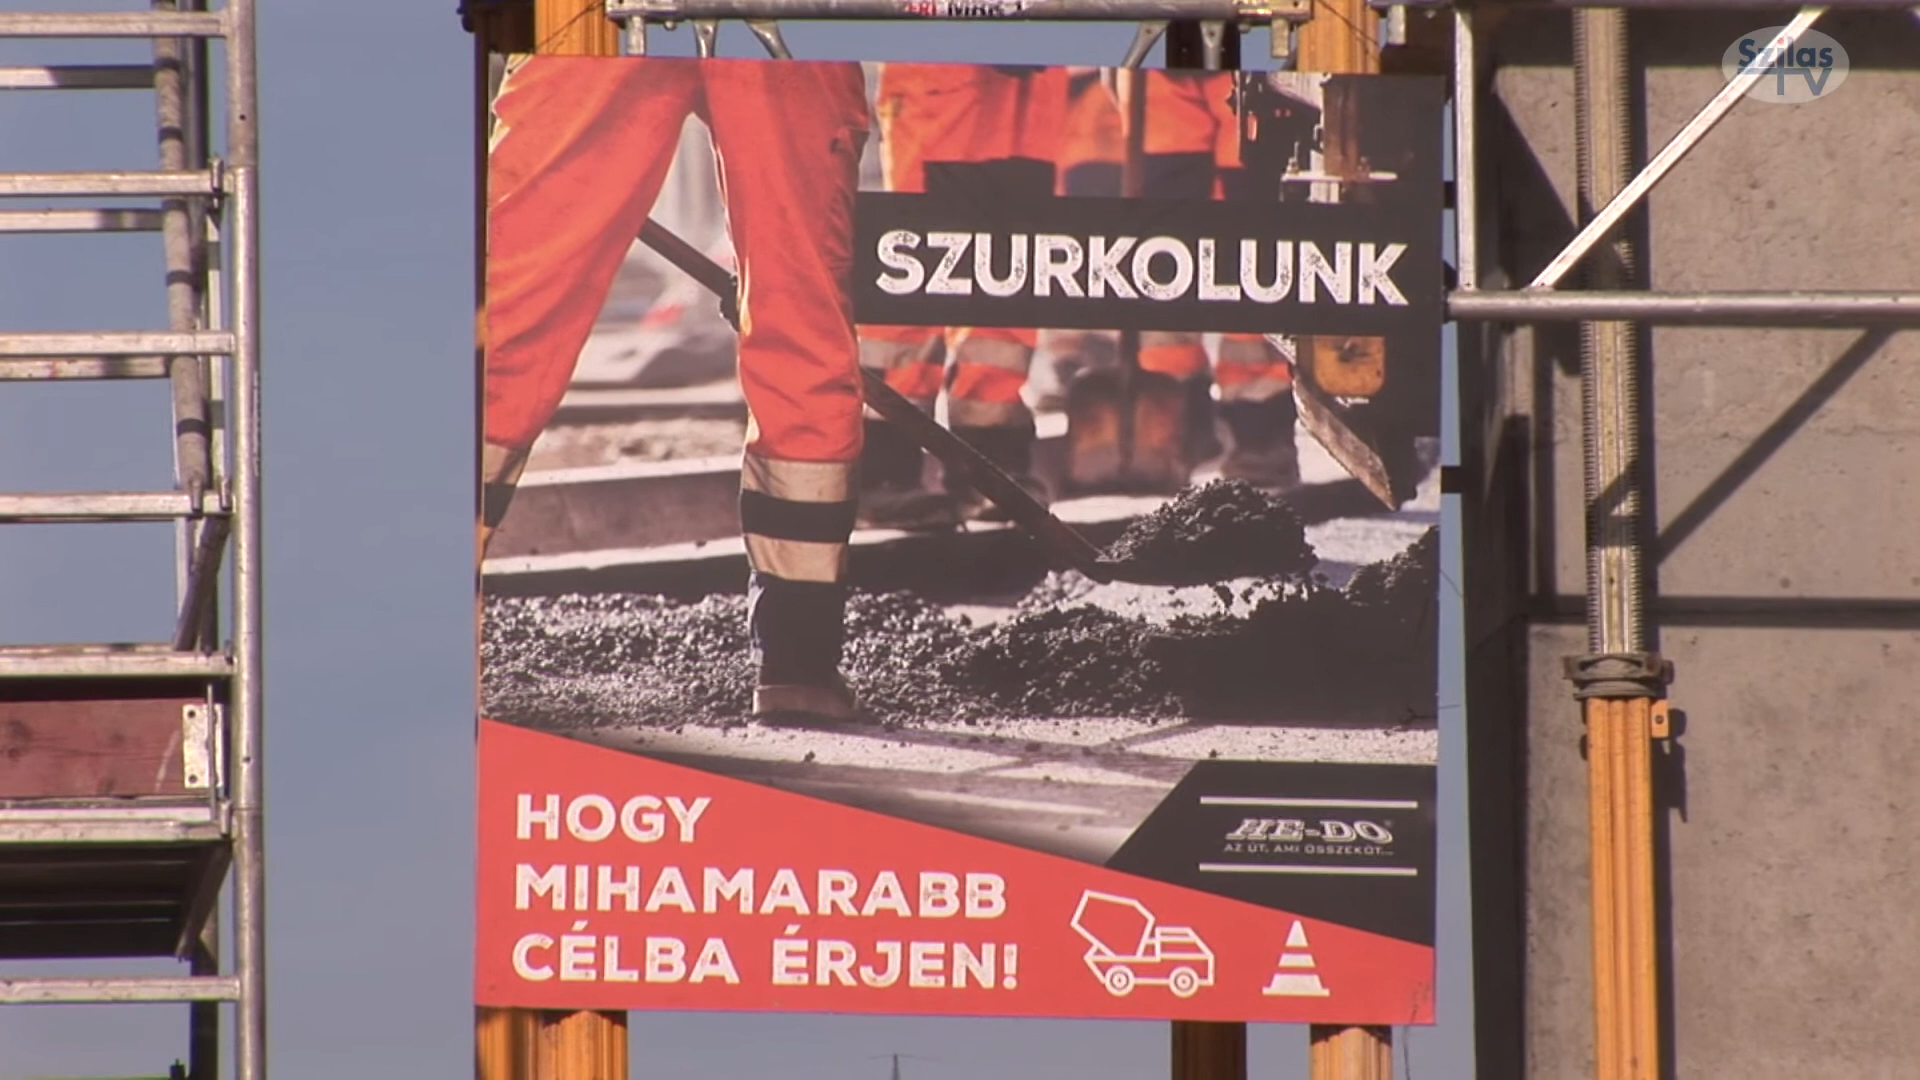 Szilas
TV
SZURKOLUNK
HOGY
MIHAMARABB
CÉLBA ÉRJEN!
HE-DO
AZ ÚT, AMI ÖSSZEKÖT...